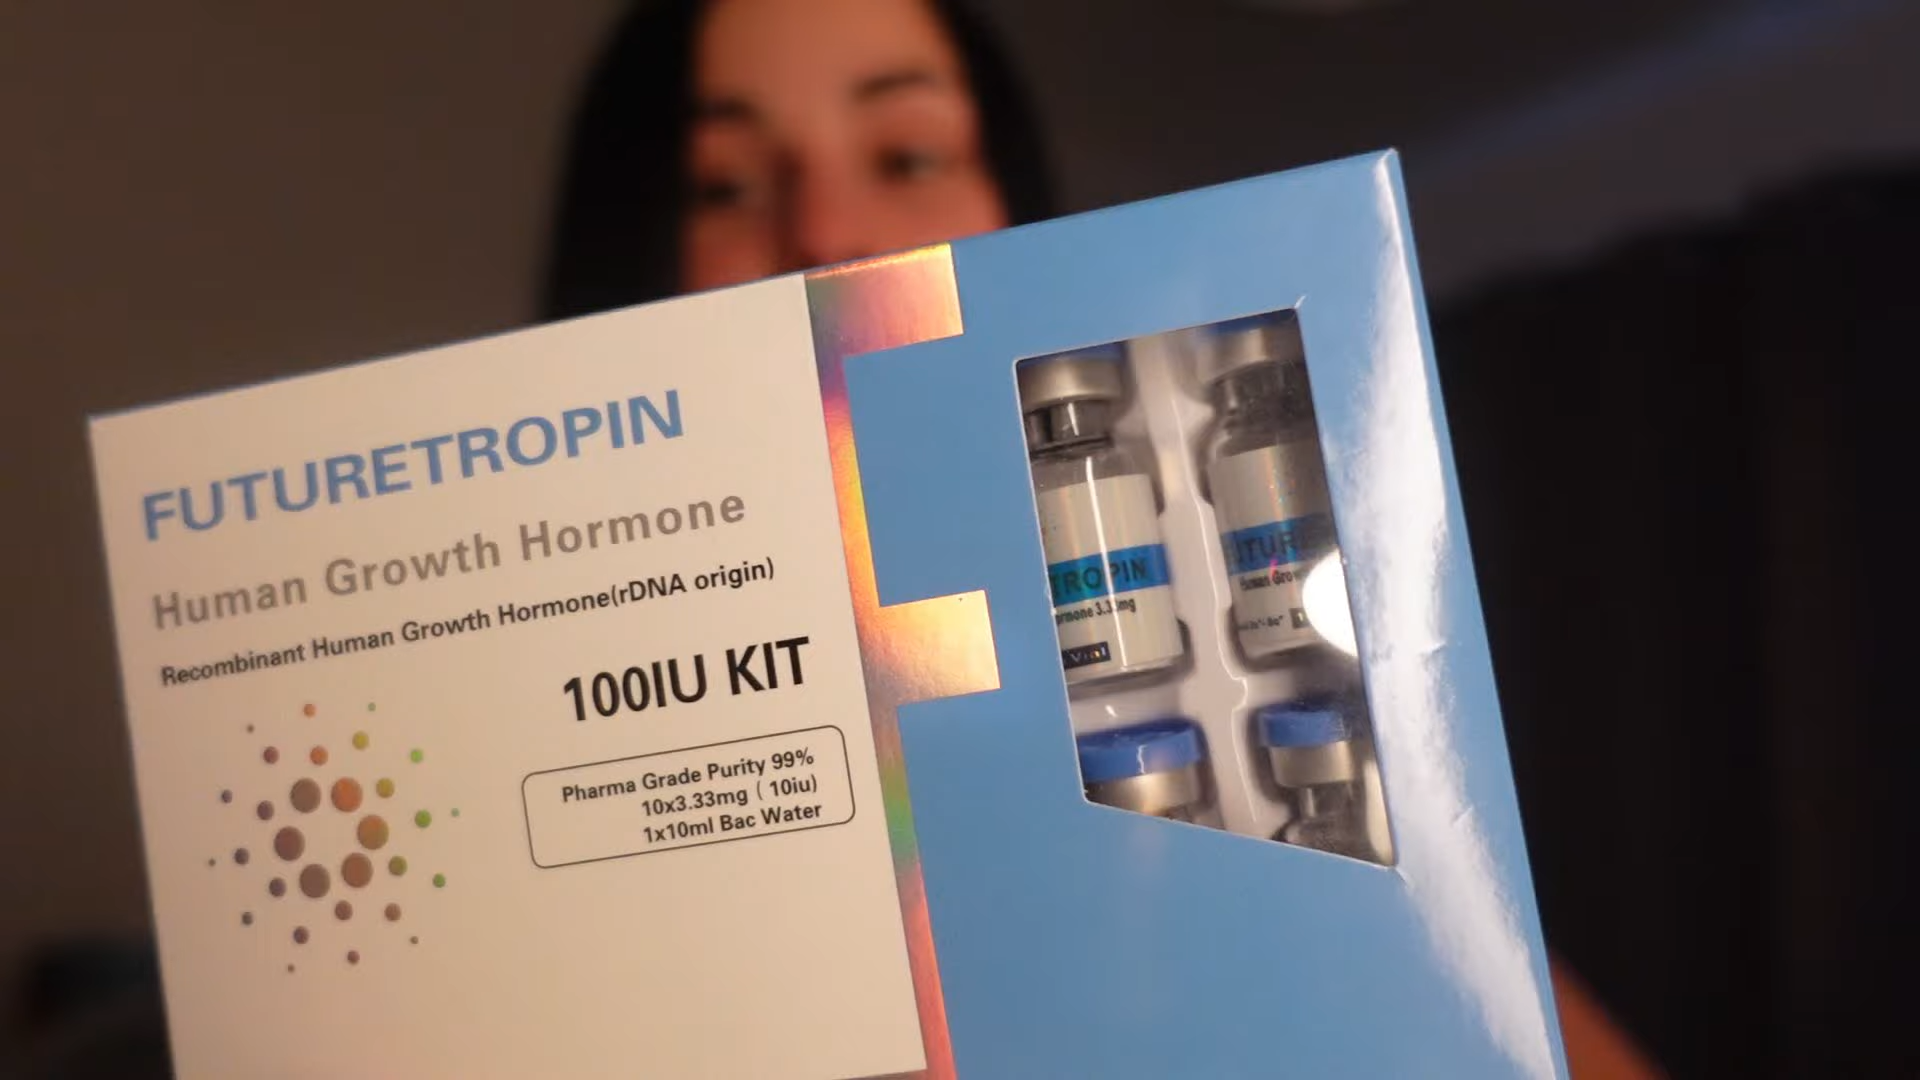 FUTURETROPIN
Human Growth Hormone
Recombinant Human Growth Hormone(rDNA origin)
100IU KIT
Pharma Grade Purity 99%
10x3.33mg ( 10iu)
1x10ml Bac Water
TROPIN
rmone 3.33mg
Vial
UTUR
Human Grow